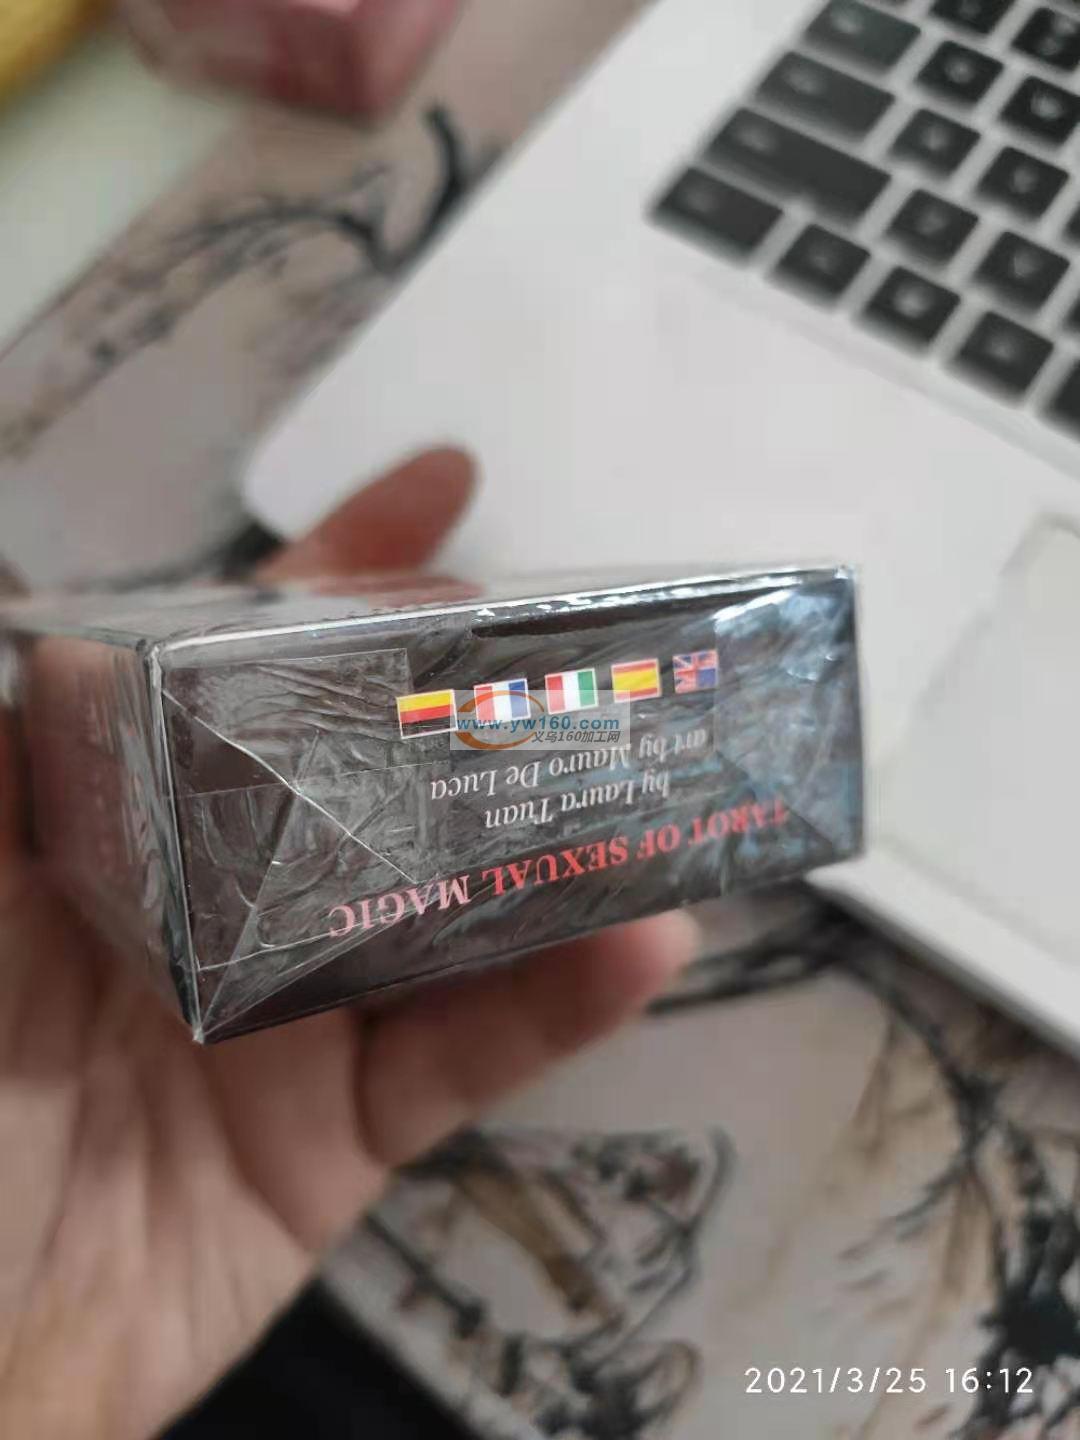 TAROT OF SEXUAL MAGIC
by Laura Tuan
art by Mauro De Luca
www.yw160.com
义乌160加工网
2021/3/25 16:12